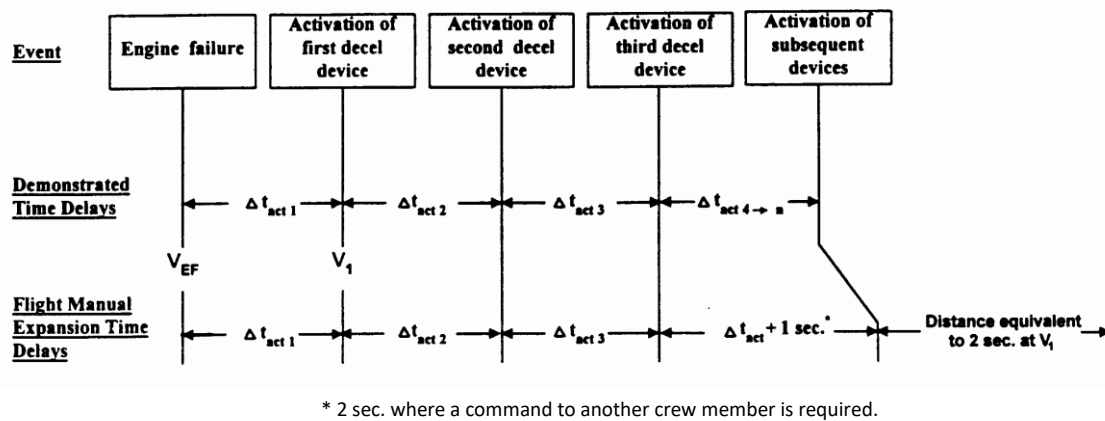 Event
Engine failure
Activation of
first decel
device
Activation of
second decel
device
Activation of
third decel
device
Activation of
subsequent
devices
Demonstrated
Time Delays
Δ t act 1
Δ t act 2
Δ t act 3
Δ t act 4→ n
V EF
V 1
Flight Manual
Expansion Time
Delays
Δ t act 1
Δ t act 2
Δ t act 3
Δ t act + 1 sec.*
Distance equivalent
to 2 sec. at V 1
* 2 sec. where a command to another crew member is required.